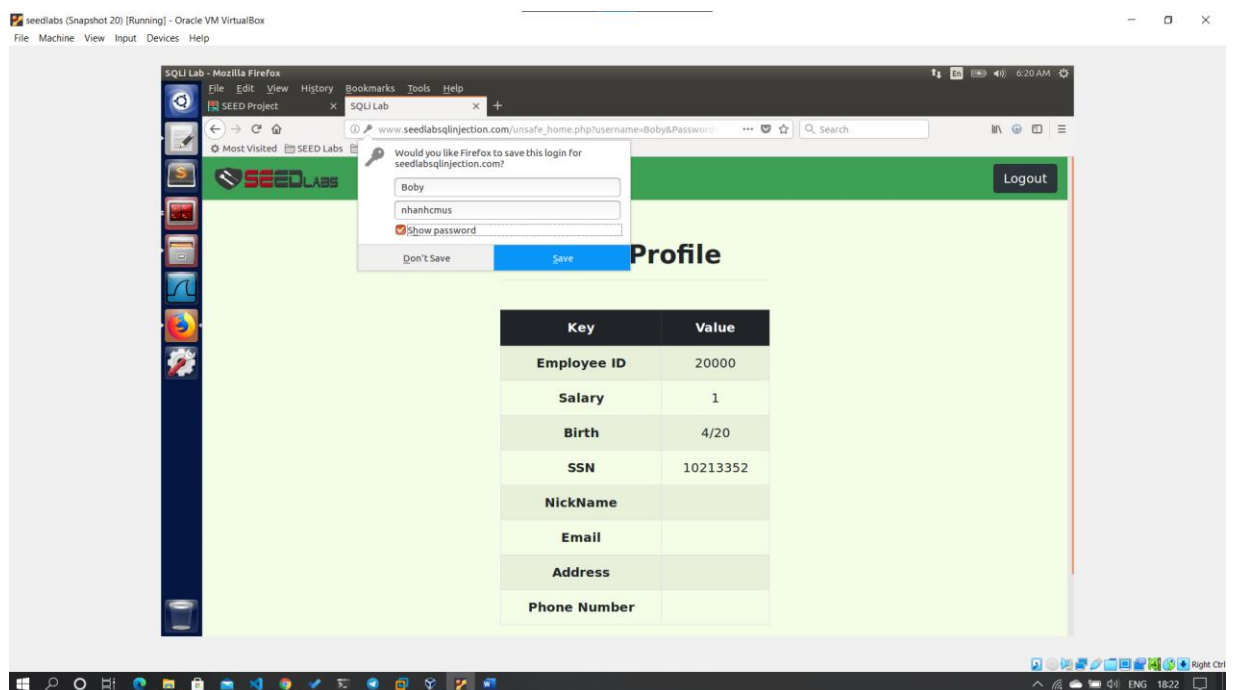 seedlabs (Snapshot 20) [Running] - Oracle VM VirtualBox
File Machine View Input Devices Help
SQLi Lab - Mozilla Firefox
En
6:20 AM
File Edit View History Bookmarks Tools Help
SEED Project
SQLi Lab
www.seedlabsqlinjection.com/unsafe_home.php?username=Boby&Password
Search
Most Visited
SEED Labs
Would you like Firefox to save this login for
seedlabsqlinjection.com?
Boby
nhanhcmus
Show password
Don't Save
Save
SEEDLABS
Logout
Profile
Key Value
Employee ID 20000
Salary 1
Birth 4/20
SSN 10213352
NickName
Email
Address
Phone Number
Right Ctrl
ENG 18:22